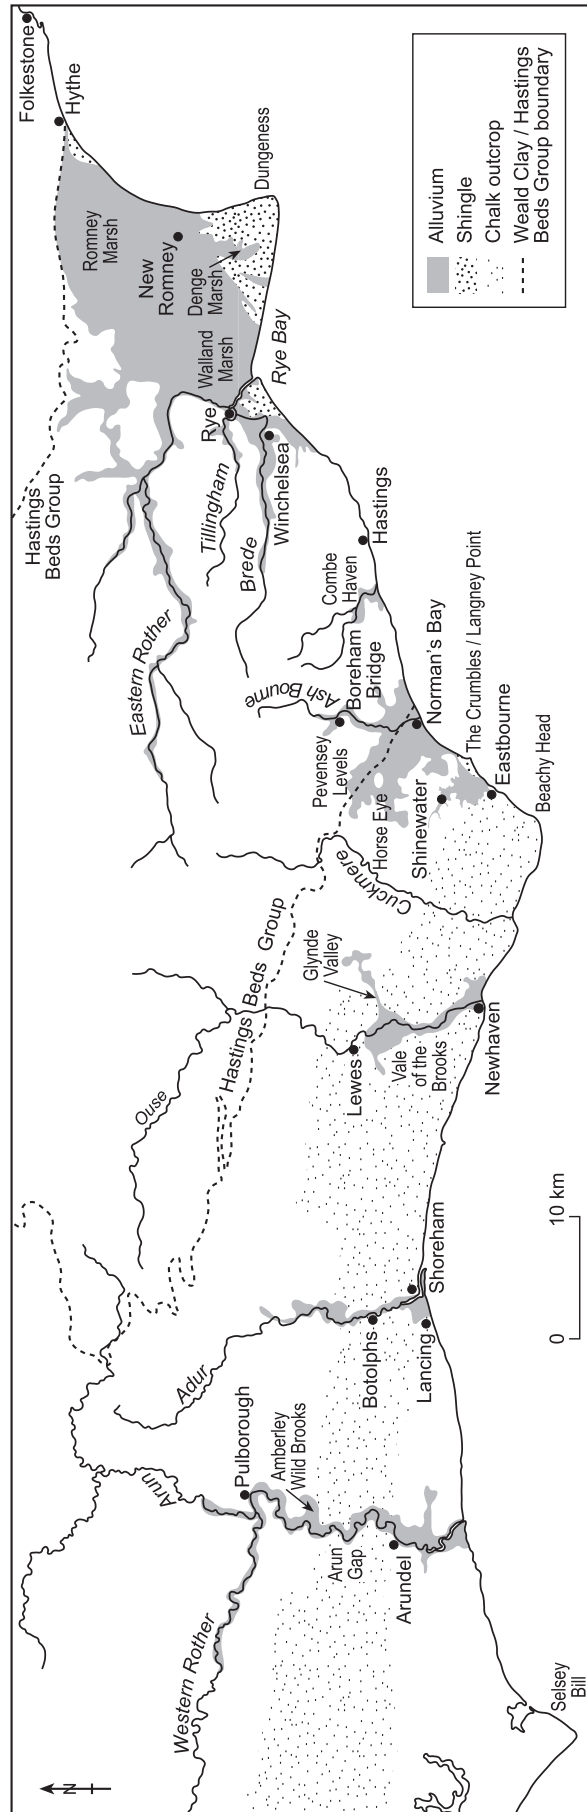 Folkestone
Hythe
Romney
Marsh
New
Romney
Denge
Marsh
Dungeness
Walland
Marsh
Rye Bay
Rye
Hastings
Beds Group
Tillingham
Brede
Winchelsea
Eastern Rother
Hastings
Combe
Haven
Ash Bourne
Boreham
Bridge
Norman's Bay
The Crumbles / Langney Point
Pevensey
Levels
Horse Eye
Shinewater
Eastbourne
Beachy Head
Cuckmere
Hastings Beds Group
Glynde
Valley
Ouse
Lewes
Vale
of the
Brooks
Newhaven
Shoreham
Adur
Botolphs
Lancing
Arun
Pulborough
Amberley
Wild Brooks
Arun
Gap
Arundel
Western Rother
Selsey
Bill
N
0
10 km
Alluvium
Shingle
Chalk outcrop
Weald Clay / Hastings
Beds Group boundary